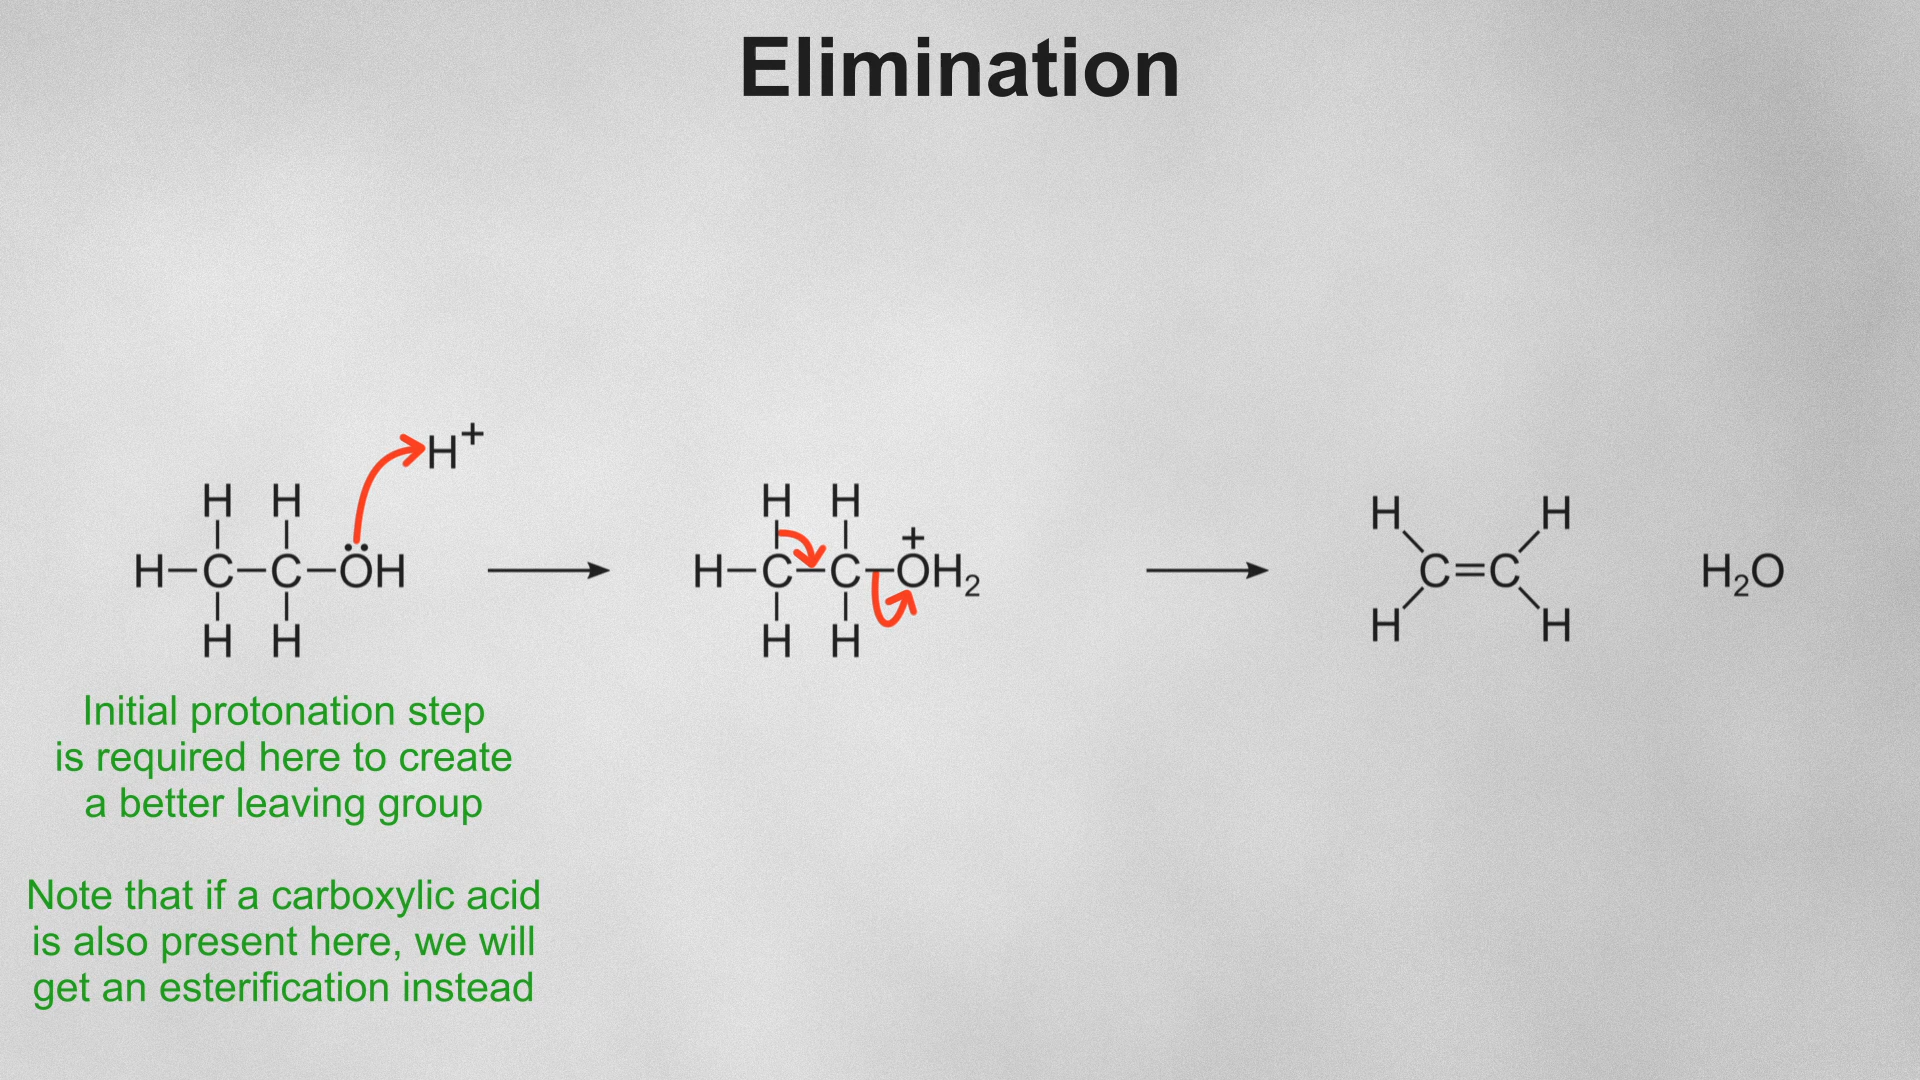 Elimination
H+
H H
H–C–C–ÖH
H H
H H
+
H–C–C–OH2
H H
H H
C=C
H H
H2O
Initial protonation step
is required here to create
a better leaving group
Note that if a carboxylic acid
is also present here, we will
get an esterification instead